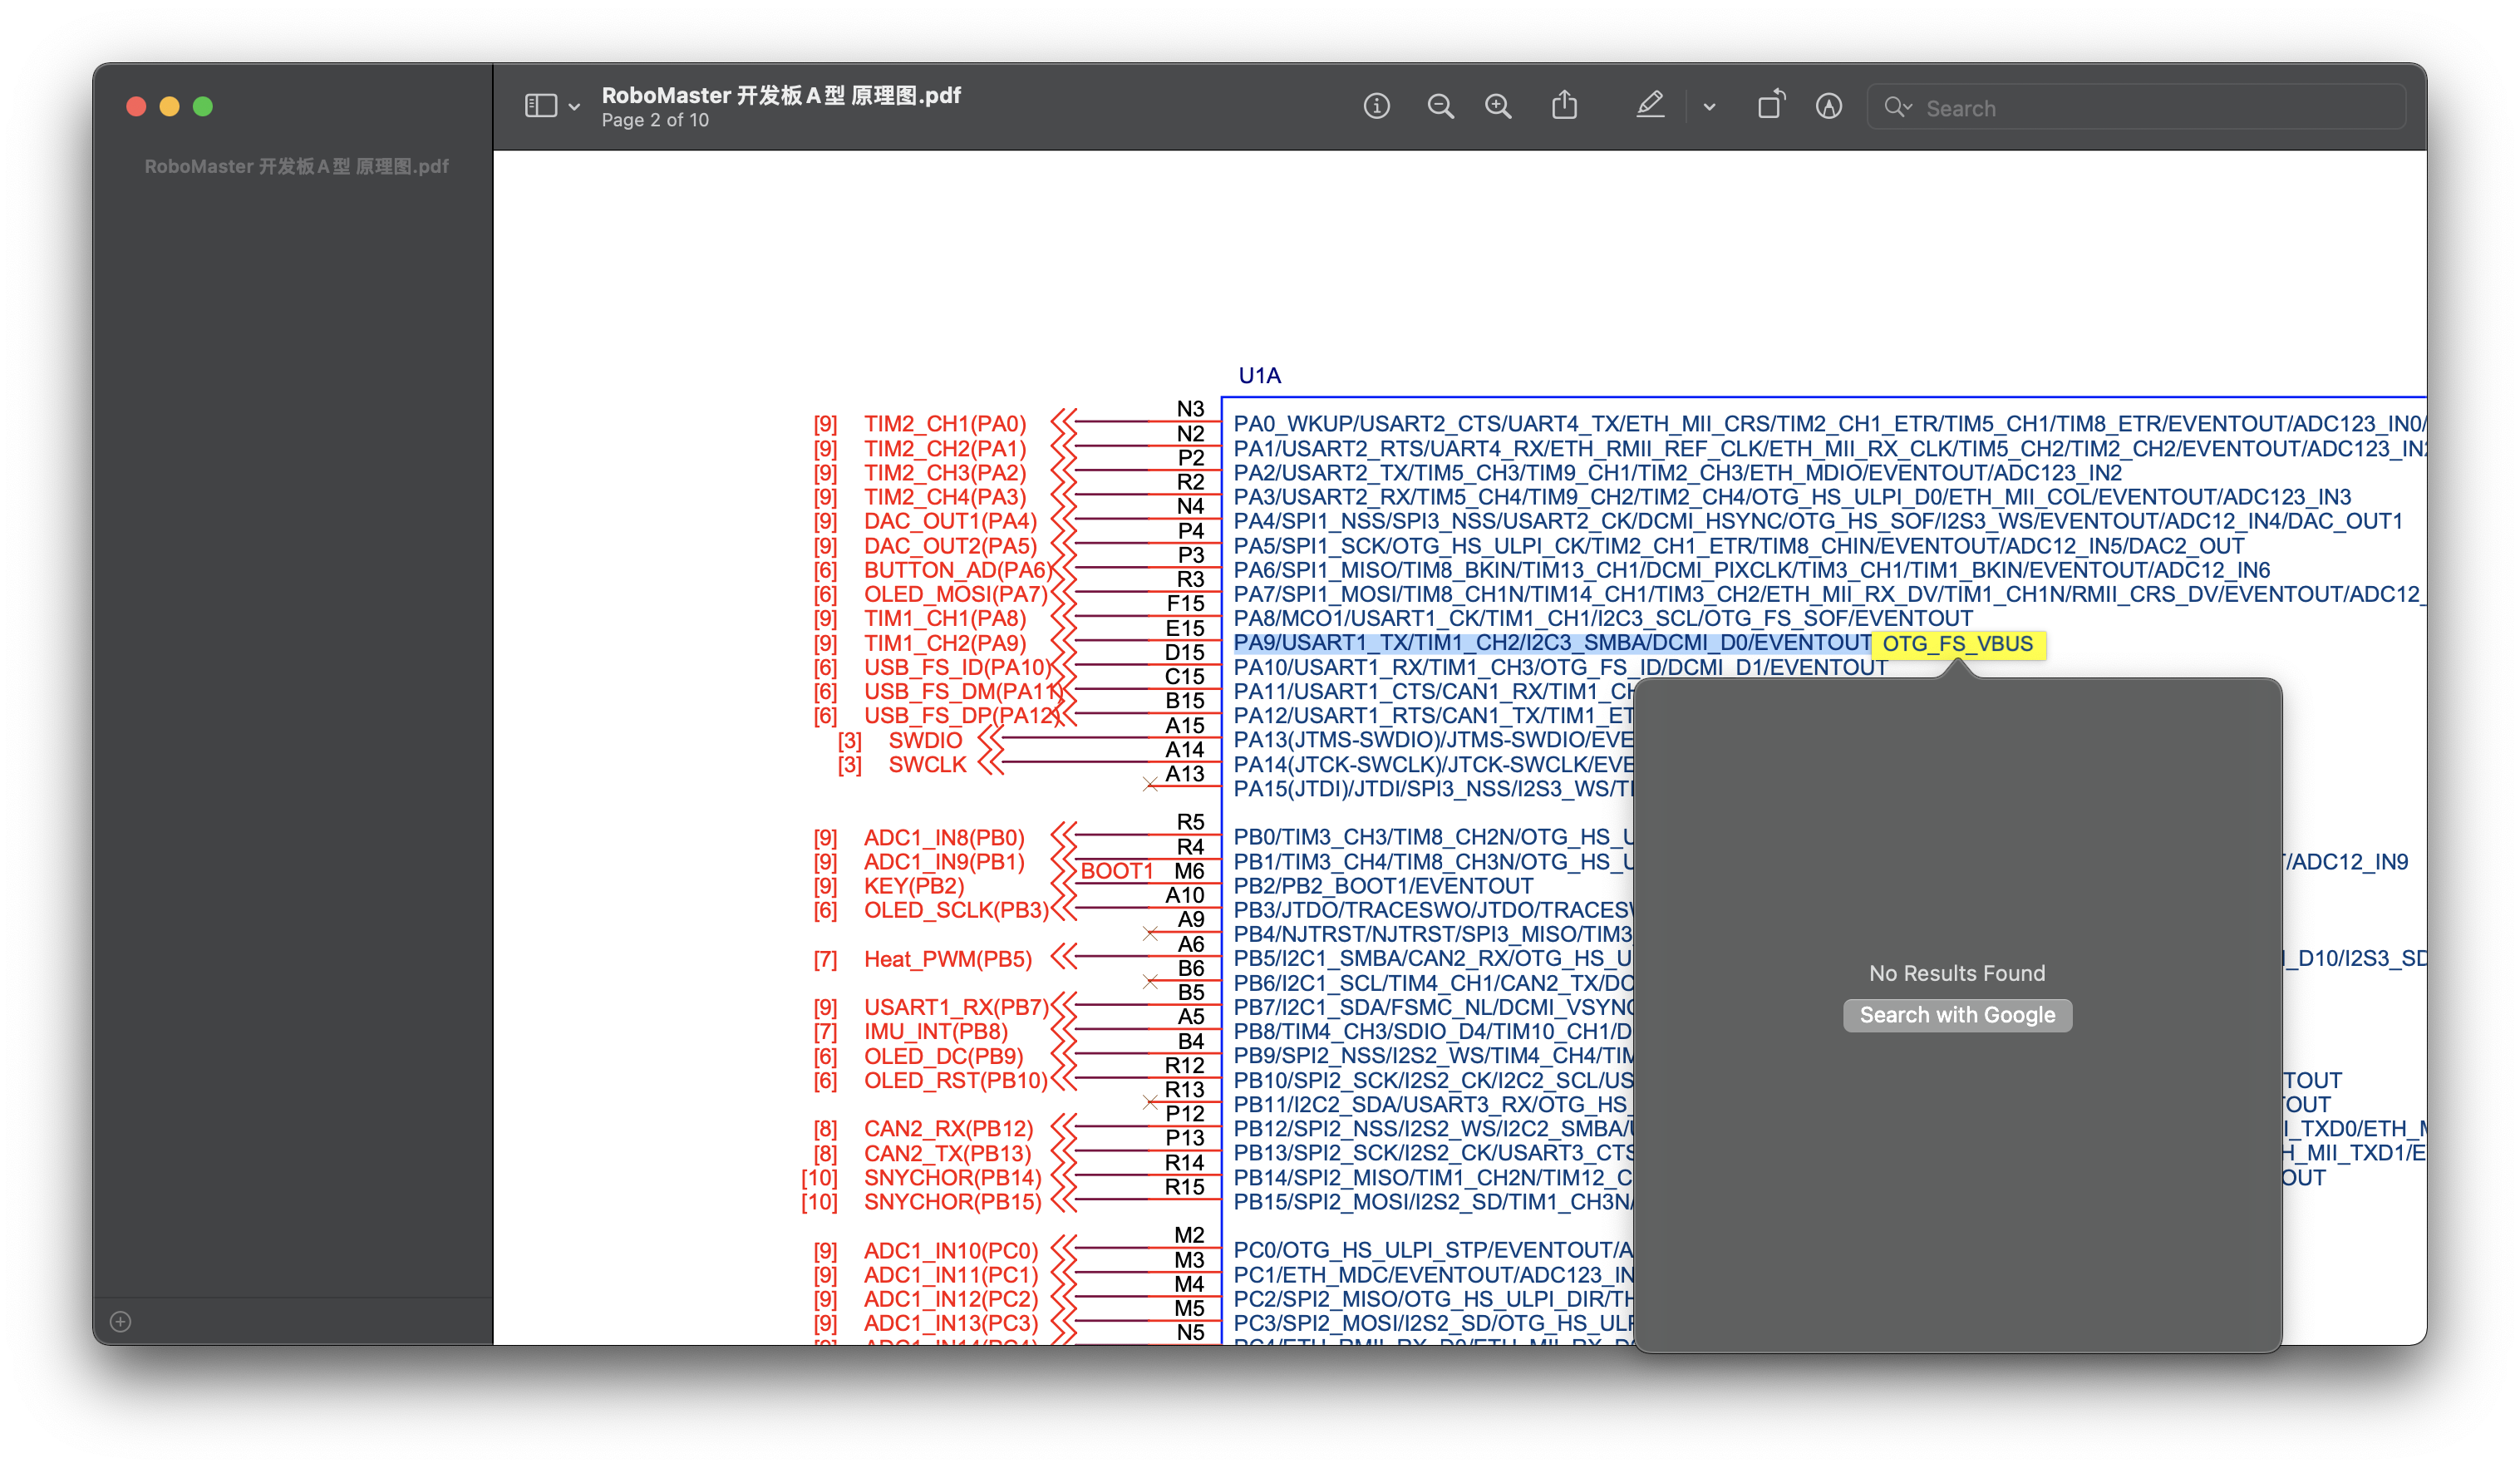 RoboMaster 开发板A型 原理图.pdf
Page 2 of 10
Search
RoboMaster 开发板A型 原理图.pdf
U1A
[9] TIM2_CH1(PA0) N3 PA0_WKUP/USART2_CTS/UART4_TX/ETH_MII_CRS/TIM2_CH1_ETR/TIM5_CH1/TIM8_ETR/EVENTOUT/ADC123_IN0/
[9] TIM2_CH2(PA1) N2 PA1/USART2_RTS/UART4_RX/ETH_RMII_REF_CLK/ETH_MII_RX_CLK/TIM5_CH2/TIM2_CH2/EVENTOUT/ADC123_IN
[9] TIM2_CH3(PA2) P2 PA2/USART2_TX/TIM5_CH3/TIM9_CH1/TIM2_CH3/ETH_MDIO/EVENTOUT/ADC123_IN2
[9] TIM2_CH4(PA3) R2 PA3/USART2_RX/TIM5_CH4/TIM9_CH2/TIM2_CH4/OTG_HS_ULPI_D0/ETH_MII_COL/EVENTOUT/ADC123_IN3
[9] DAC_OUT1(PA4) N4 PA4/SPI1_NSS/SPI3_NSS/USART2_CK/DCMI_HSYNC/OTG_HS_SOF/I2S3_WS/EVENTOUT/ADC12_IN4/DAC_OUT1
[9] DAC_OUT2(PA5) P4 PA5/SPI1_SCK/OTG_HS_ULPI_CK/TIM2_CH1_ETR/TIM8_CHIN/EVENTOUT/ADC12_IN5/DAC2_OUT
[6] BUTTON_AD(PA6) P3 PA6/SPI1_MISO/TIM8_BKIN/TIM13_CH1/DCMI_PIXCLK/TIM3_CH1/TIM1_BKIN/EVENTOUT/ADC12_IN6
[6] OLED_MOSI(PA7) R3 PA7/SPI1_MOSI/TIM8_CH1N/TIM14_CH1/TIM3_CH2/ETH_MII_RX_DV/TIM1_CH1N/RMII_CRS_DV/EVENTOUT/ADC12_
[9] TIM1_CH1(PA8) F15 PA8/MCO1/USART1_CK/TIM1_CH1/I2C3_SCL/OTG_FS_SOF/EVENTOUT
[9] TIM1_CH2(PA9) E15 PA9/USART1_TX/TIM1_CH2/I2C3_SMBA/DCMI_D0/EVENTOUT OTG_FS_VBUS
[6] USB_FS_ID(PA10) D15 PA10/USART1_RX/TIM1_CH3/OTG_FS_ID/DCMI_D1/EVENTOUT
[6] USB_FS_DM(PA11) C15 PA11/USART1_CTS/CAN1_RX/TIM1_CH
[6] USB_FS_DP(PA12) B15 PA12/USART1_RTS/CAN1_TX/TIM1_ET
[3] SWDIO A15 PA13(JTMS-SWDIO)/JTMS-SWDIO/EVE
[3] SWCLK A14 PA14(JTCK-SWCLK)/JTCK-SWCLK/EVE
A13 PA15(JTDI)/JTDI/SPI3_NSS/I2S3_WS/TI
[9] ADC1_IN8(PB0) R5 PB0/TIM3_CH3/TIM8_CH2N/OTG_HS_U
[9] ADC1_IN9(PB1) R4 PB1/TIM3_CH4/TIM8_CH3N/OTG_HS_U /ADC12_IN9
[9] KEY(PB2) BOOT1 M6 PB2/PB2_BOOT1/EVENTOUT
[6] OLED_SCLK(PB3) A10 PB3/JTDO/TRACESWO/JTDO/TRACESW
A9 PB4/NJTRST/NJTRST/SPI3_MISO/TIM3
[7] Heat_PWM(PB5) A6 PB5/I2C1_SMBA/CAN2_RX/OTG_HS_U _D10/I2S3_SD
B6 PB6/I2C1_SCL/TIM4_CH1/CAN2_TX/DC
[9] USART1_RX(PB7) B5 PB7/I2C1_SDA/FSMC_NL/DCMI_VSYNC
[7] IMU_INT(PB8) A5 PB8/TIM4_CH3/SDIO_D4/TIM10_CH1/D
[6] OLED_DC(PB9) B4 PB9/SPI2_NSS/I2S2_WS/TIM4_CH4/TIM
[6] OLED_RST(PB10) R12 PB10/SPI2_SCK/I2S2_CK/I2C2_SCL/US TOUT
R13 PB11/I2C2_SDA/USART3_RX/OTG_HS_ OUT
[8] CAN2_RX(PB12) P12 PB12/SPI2_NSS/I2S2_WS/I2C2_SMBA/U I_TXD0/ETH_M
[8] CAN2_TX(PB13) P13 PB13/SPI2_SCK/I2S2_CK/USART3_CTS H_MII_TXD1/E
[10] SNYCHOR(PB14) R14 PB14/SPI2_MISO/TIM1_CH2N/TIM12_C OUT
[10] SNYCHOR(PB15) R15 PB15/SPI2_MOSI/I2S2_SD/TIM1_CH3N/
[9] ADC1_IN10(PC0) M2 PC0/OTG_HS_ULPI_STP/EVENTOUT/A
[9] ADC1_IN11(PC1) M3 PC1/ETH_MDC/EVENTOUT/ADC123_IN
[9] ADC1_IN12(PC2) M4 PC2/SPI2_MISO/OTG_HS_ULPI_DIR/TH
[9] ADC1_IN13(PC3) M5 PC3/SPI2_MOSI/I2S2_SD/OTG_HS_ULP
N5
No Results Found
Search with Google